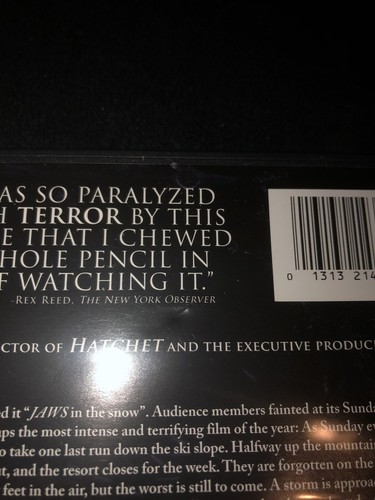 AS SO PARALYZED
H TERROR BY THIS
E THAT I CHEWED
HOLE PENCIL IN
F WATCHING IT."
-REX REED, THE NEW YORK OBSERVER
0 1313 214
CTOR OF HATCHET AND THE EXECUTIVE PRODUC
ed it "JAWS in the snow". Audience members fainted at its Sunda
ups the most intense and terrifying film of the year: As Sunday ev
o take one last run down the ski slope. Halfway up the mountain
ut, and the resort closes for the week. They are forgotten on the
feet in the air, but the worst is still to come. A storm is approac